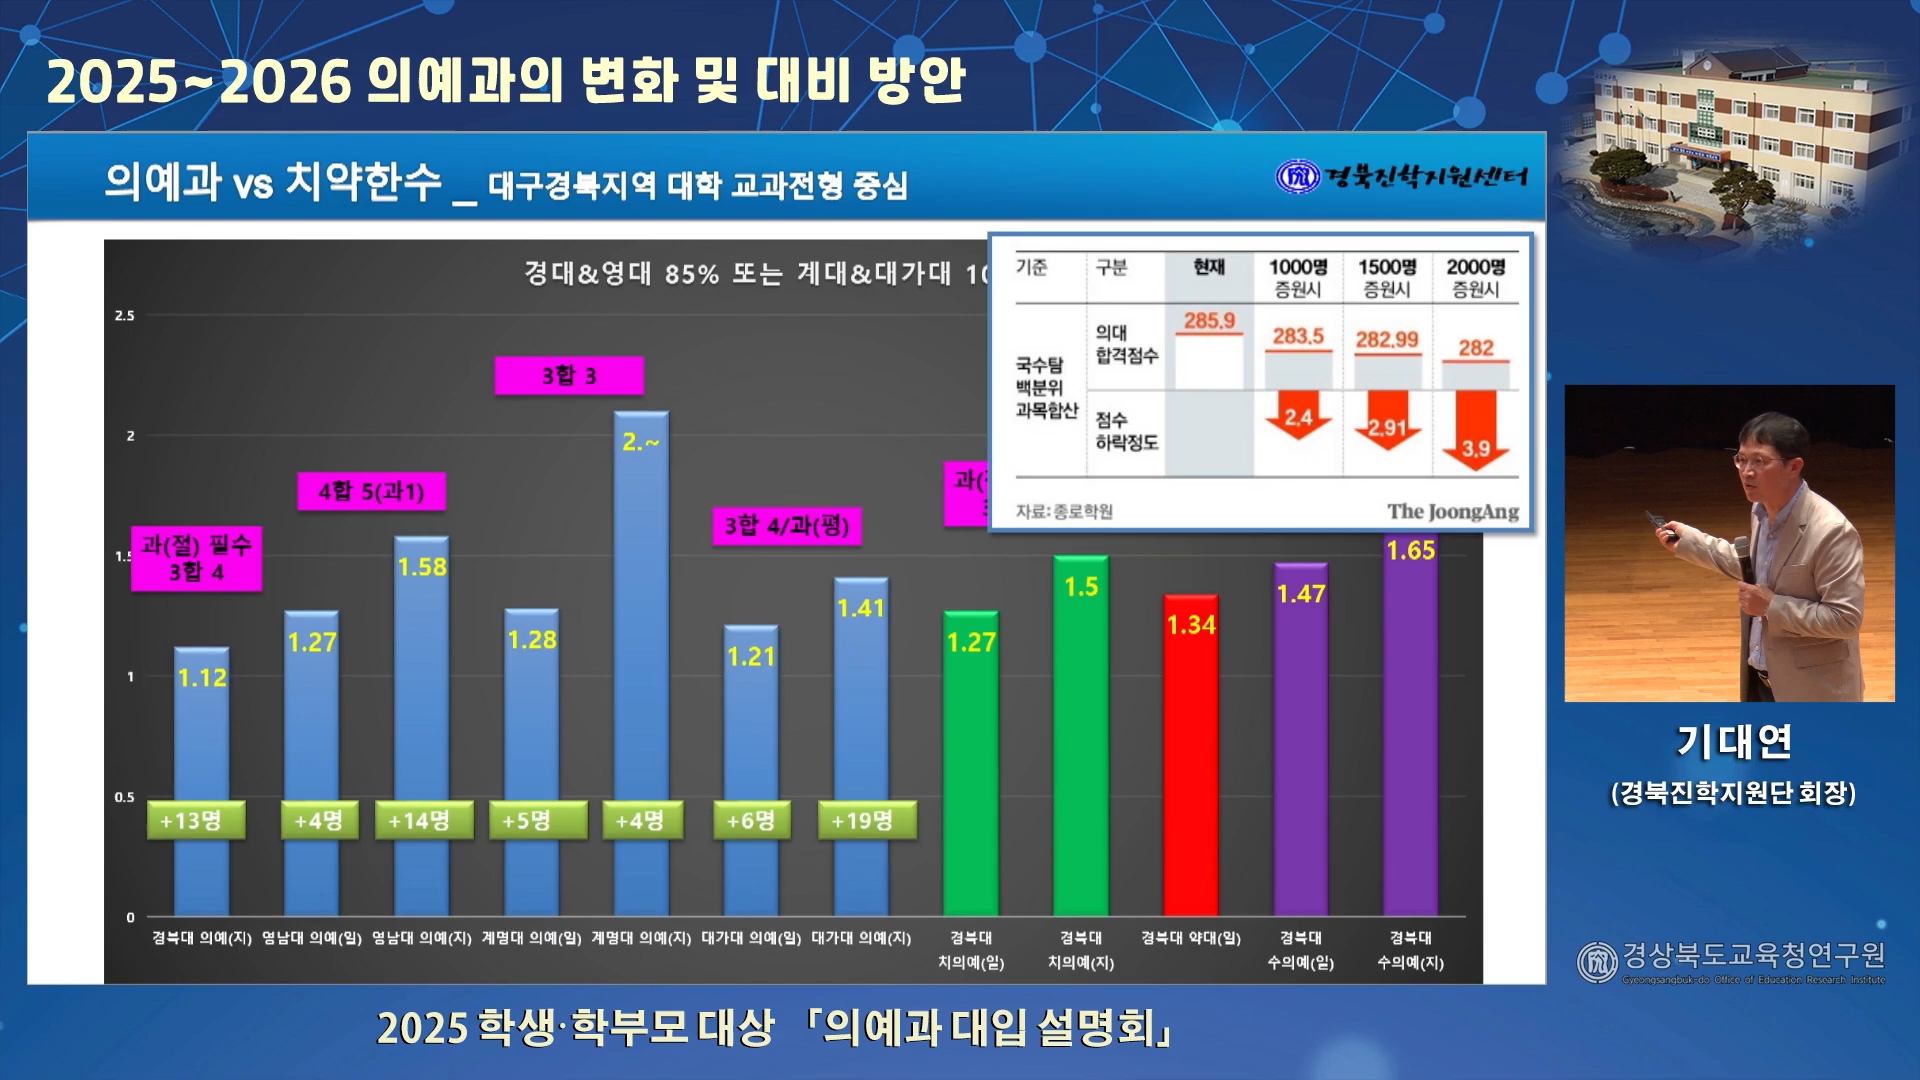 2025~2026 의예과의 변화 및 대비 방안
의예과 vs 치약한수 _ 대구경북지역 대학 교과전형 중심
경북진학지원센터
경대&영대 85% 또는 계대&대가대 10
기준 구분 현재 1000명 증원시 1500명 증원시 2000명 증원시
국수탐 백분위 과목합산
의대 합격점수 285.9 283.5 282.99 282
점수 하락정도 2.4 2.91 3.9
자료:종로학원 The JoongAng
2.5
2
1.5
1
0.5
0
과(절) 필수
3합 4
4합 5(과1)
3합 3
3합 4/과(평)
과(
1.12 1.27 1.58 1.28 2.~ 1.21 1.41 1.27 1.5 1.34 1.47 1.65
+13명 +4명 +14명 +5명 +4명 +6명 +19명
경북대 의예(지) 영남대 의예(일) 영남대 의예(지) 계명대 의예(일) 계명대 의예(지) 대가대 의예(일) 대가대 의예(지) 경북대 치의예(일) 경북대 치의예(지) 경북대 약대(일) 경북대 수의예(일) 경북대 수의예(지)
기대연
(경북진학지원단 회장)
경상북도교육청연구원
Gyeongsangbuk-do Office of Education Research Institute
2025 학생·학부모 대상 「의예과 대입 설명회」